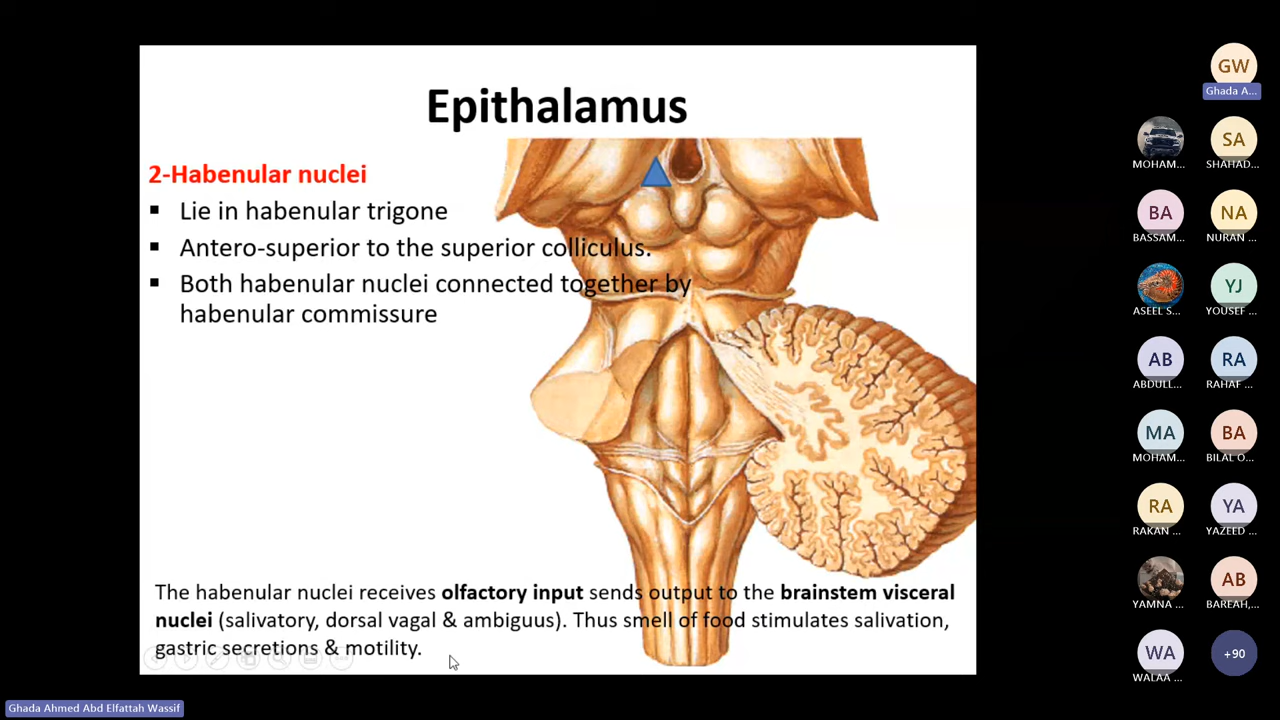 Epithalamus
2-Habenular nuclei
▪ Lie in habenular trigone
▪ Antero-superior to the superior colliculus.
▪ Both habenular nuclei connected together by
habenular commissure
The habenular nuclei receives olfactory input sends output to the brainstem visceral
nuclei (salivatory, dorsal vagal & ambiguus). Thus smell of food stimulates salivation,
gastric secretions & motility.
GW
Ghada A...
MOHAM...
SA
SHAHAD...
BA
BASSAM...
NA
NURAN ...
ASEEL S...
YJ
YOUSEF ...
AB
ABDULL...
RA
RAHAF ...
MA
MOHAM...
BA
BILAL O...
RA
RAKAN ...
YA
YAZEED ...
YAMNA ...
AB
BAREAH,...
WA
WALAA ...
+90
Ghada Ahmed Abd Elfattah Wassif